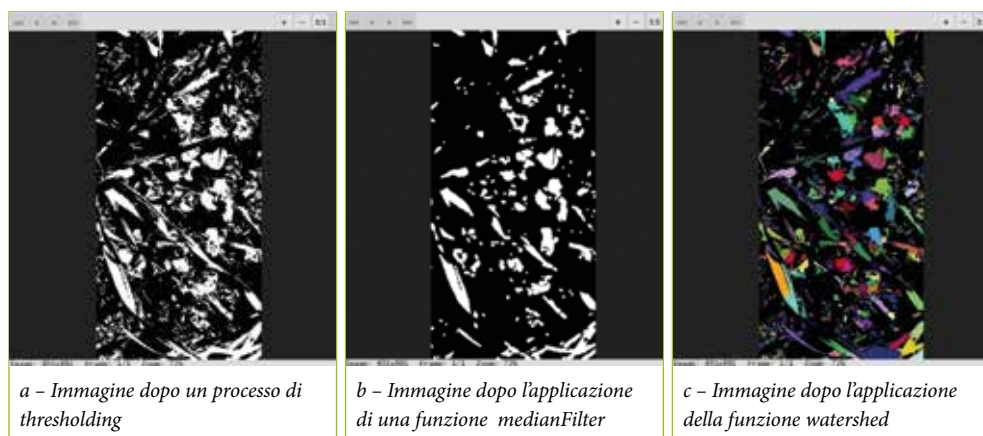 a – Immagine dopo un processo di
thresholding
b – Immagine dopo l'applicazione
di una funzione medianFilter
c – Immagine dopo l'applicazione
della funzione watershed